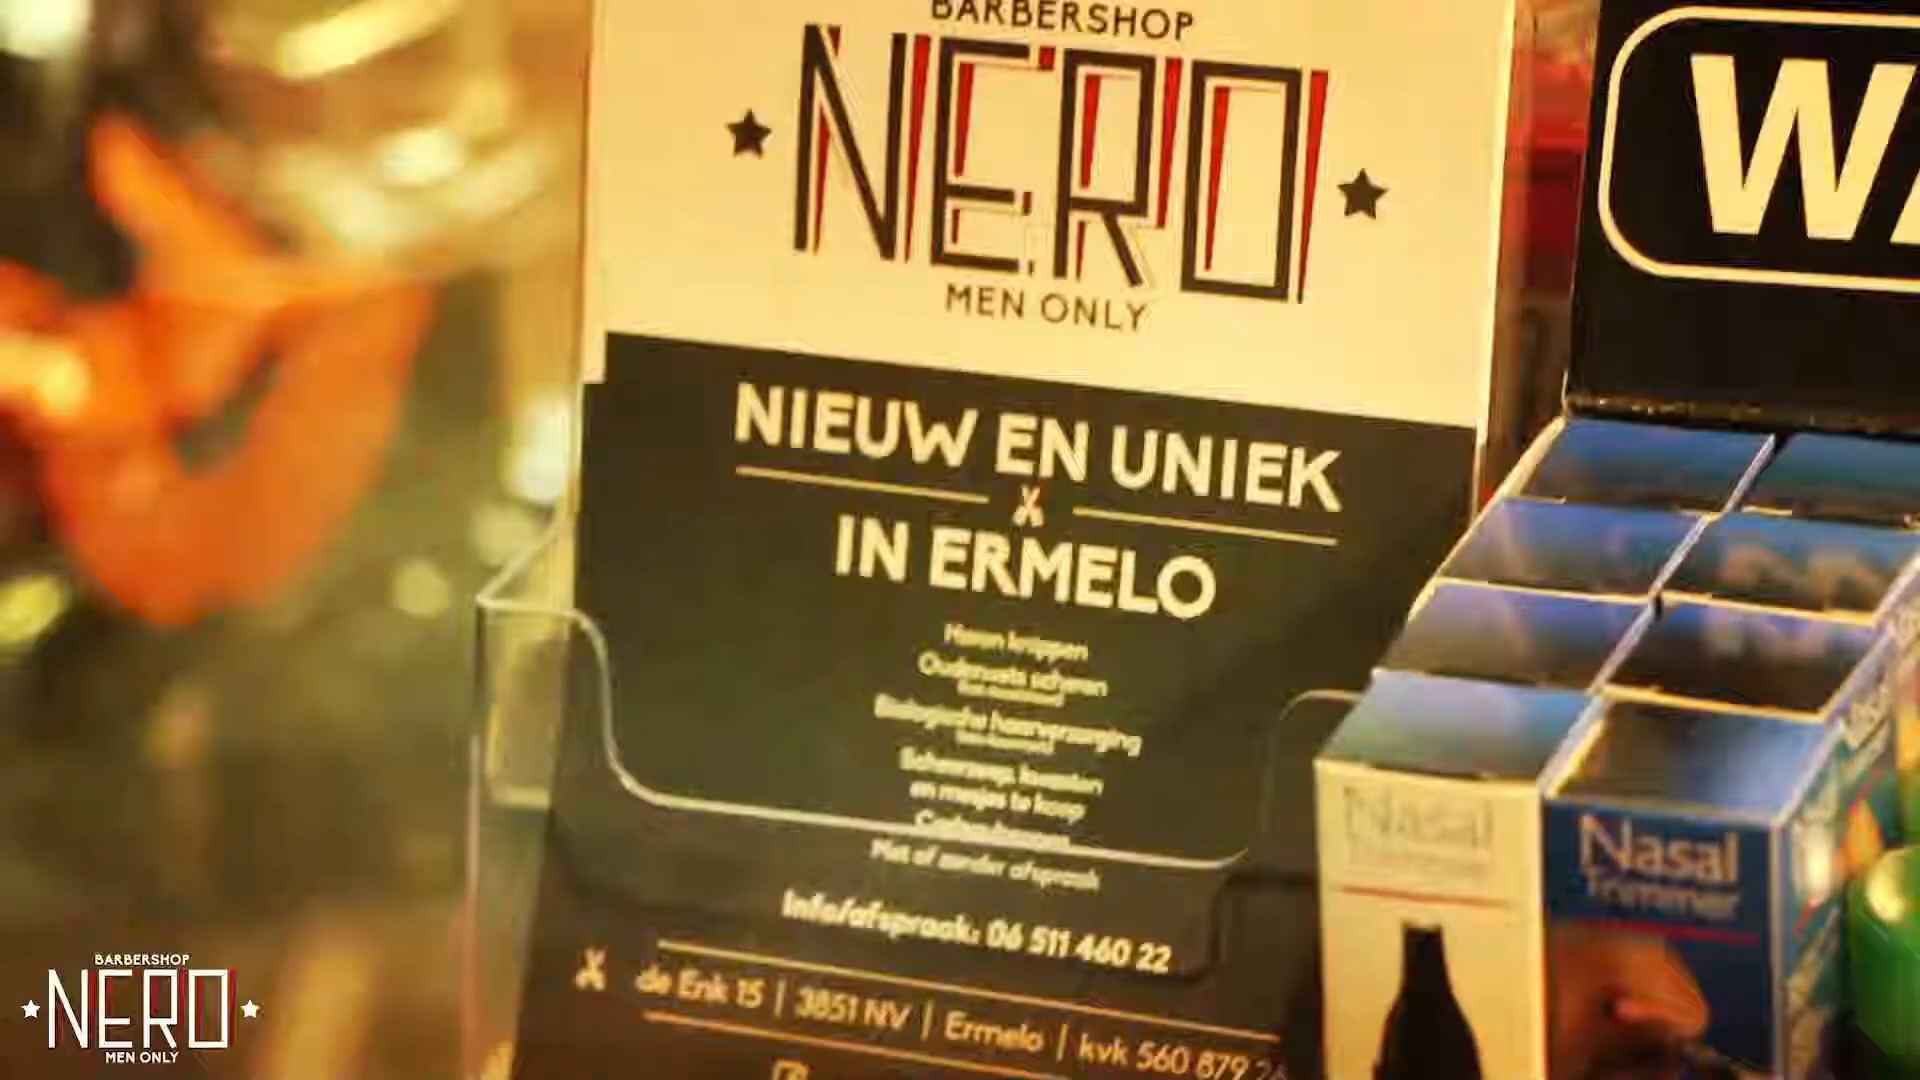 BARBERSHOP
NERO
MEN ONLY
NIEUW EN UNIEK
IN ERMELO
Heren knippen
Ouderwets scheren
Biologische haarverzorging
Scheerzeep, kwasten
en mesjes te koop
Cadeaubonnen
Met of zonder afspraak
Info/afspraak: 06 511 460 22
de Enk 15 | 3851 NV | Ermelo | kvk 560 879
WA
Nasal
Trimmer
Nasal
Trimmer
BARBERSHOP
NERO
MEN ONLY